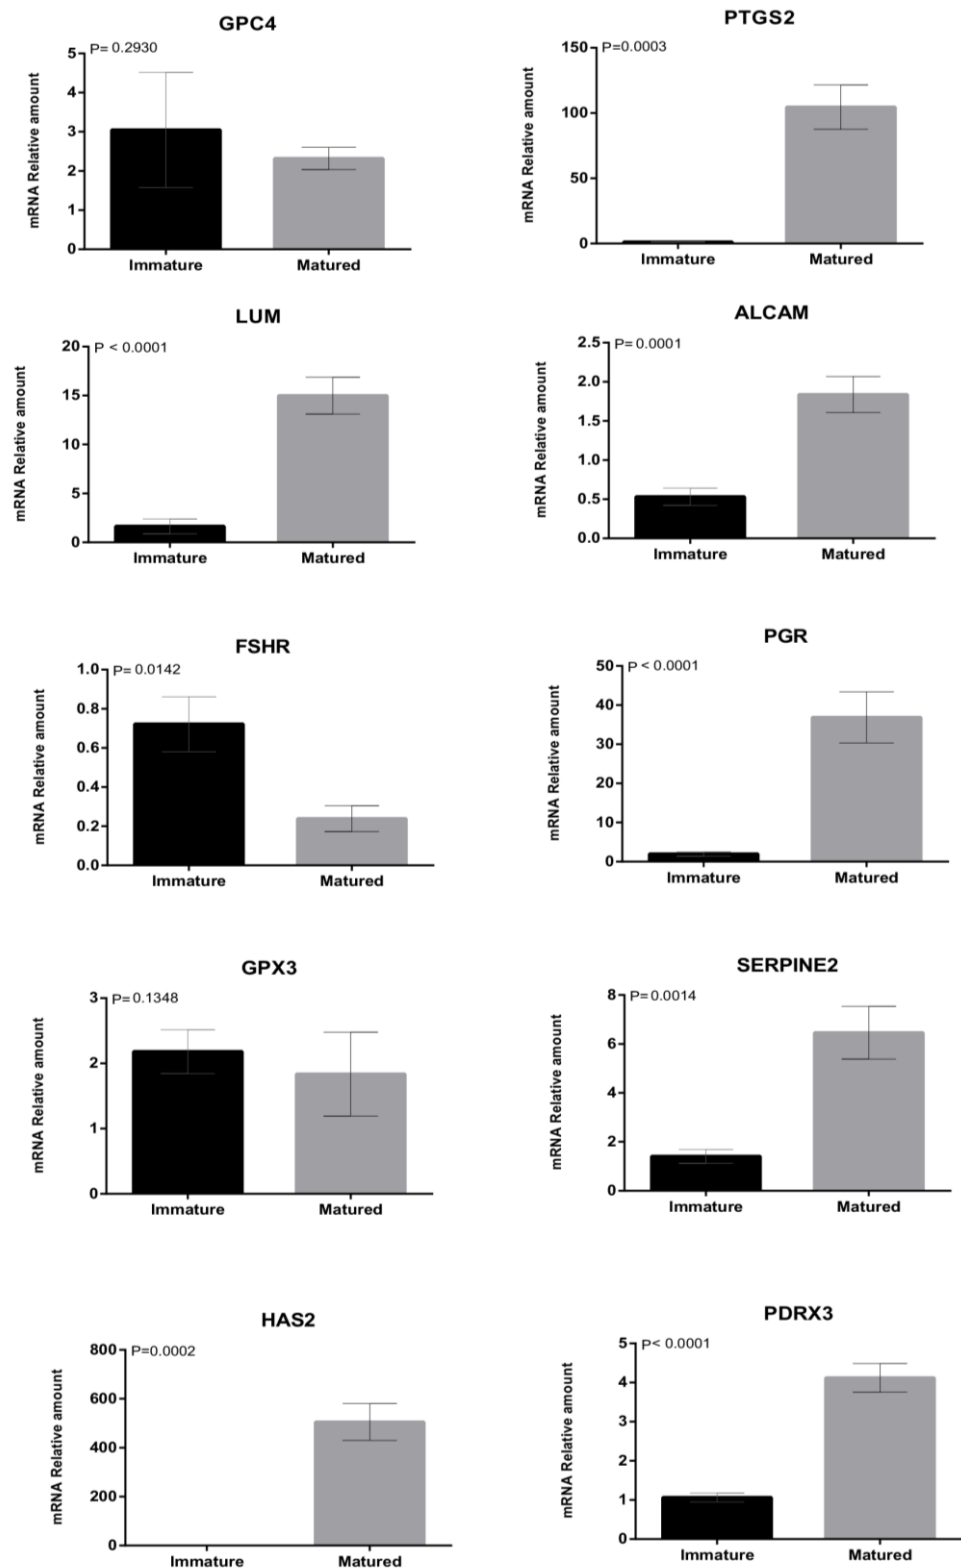 GPC4
P= 0.2930
mRNA Relative amount
5
4
3
2
1
0
Immature Matured
PTGS2
P=0.0003
mRNA Relative amount
150
100
50
0
Immature Matured
LUM
P < 0.0001
mRNA Relative amount
20
15
10
5
0
Immature Matured
ALCAM
P= 0.0001
mRNA Relative amount
2.5
2.0
1.5
1.0
0.5
0.0
Immature Matured
FSHR
P= 0.0142
mRNA Relative amount
1.0
0.8
0.6
0.4
0.2
0.0
Immature Matured
PGR
P < 0.0001
mRNA Relative amount
50
40
30
20
10
0
Immature Matured
GPX3
P= 0.1348
mRNA Relative amount
3
2
1
0
Immature Matured
SERPINE2
P= 0.0014
mRNA Relative amount
8
6
4
2
0
Immature Matured
HAS2
P=0.0002
mRNA Relative amount
800
600
400
200
0
Immature Matured
PDRX3
P< 0.0001
mRNA Relative amount
5
4
3
2
1
0
Immature Matured